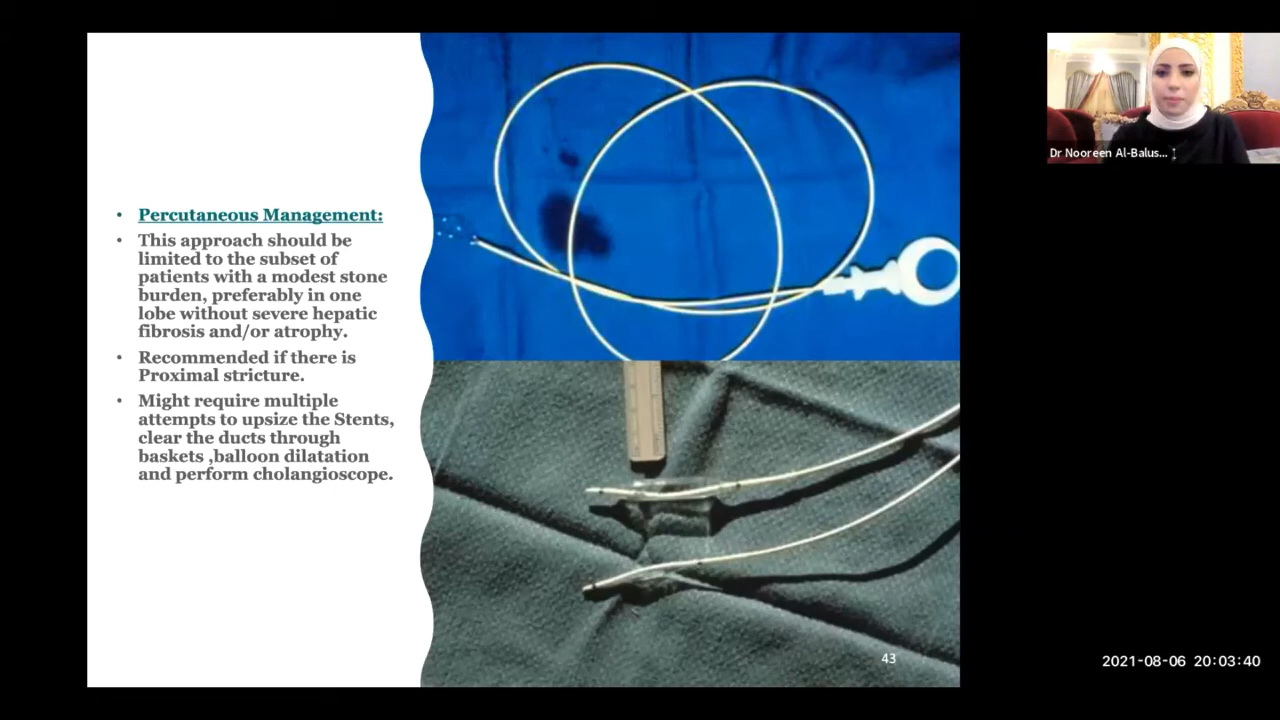 • Percutaneous Management:
• This approach should be
limited to the subset of
patients with a modest stone
burden, preferably in one
lobe without severe hepatic
fibrosis and/or atrophy.
• Recommended if there is
Proximal stricture.
• Might require multiple
attempts to upsize the Stents,
clear the ducts through
baskets ,balloon dilatation
and perform cholangioscope.
43
Dr Nooreen Al-Balus...
2021-08-06 20:03:40